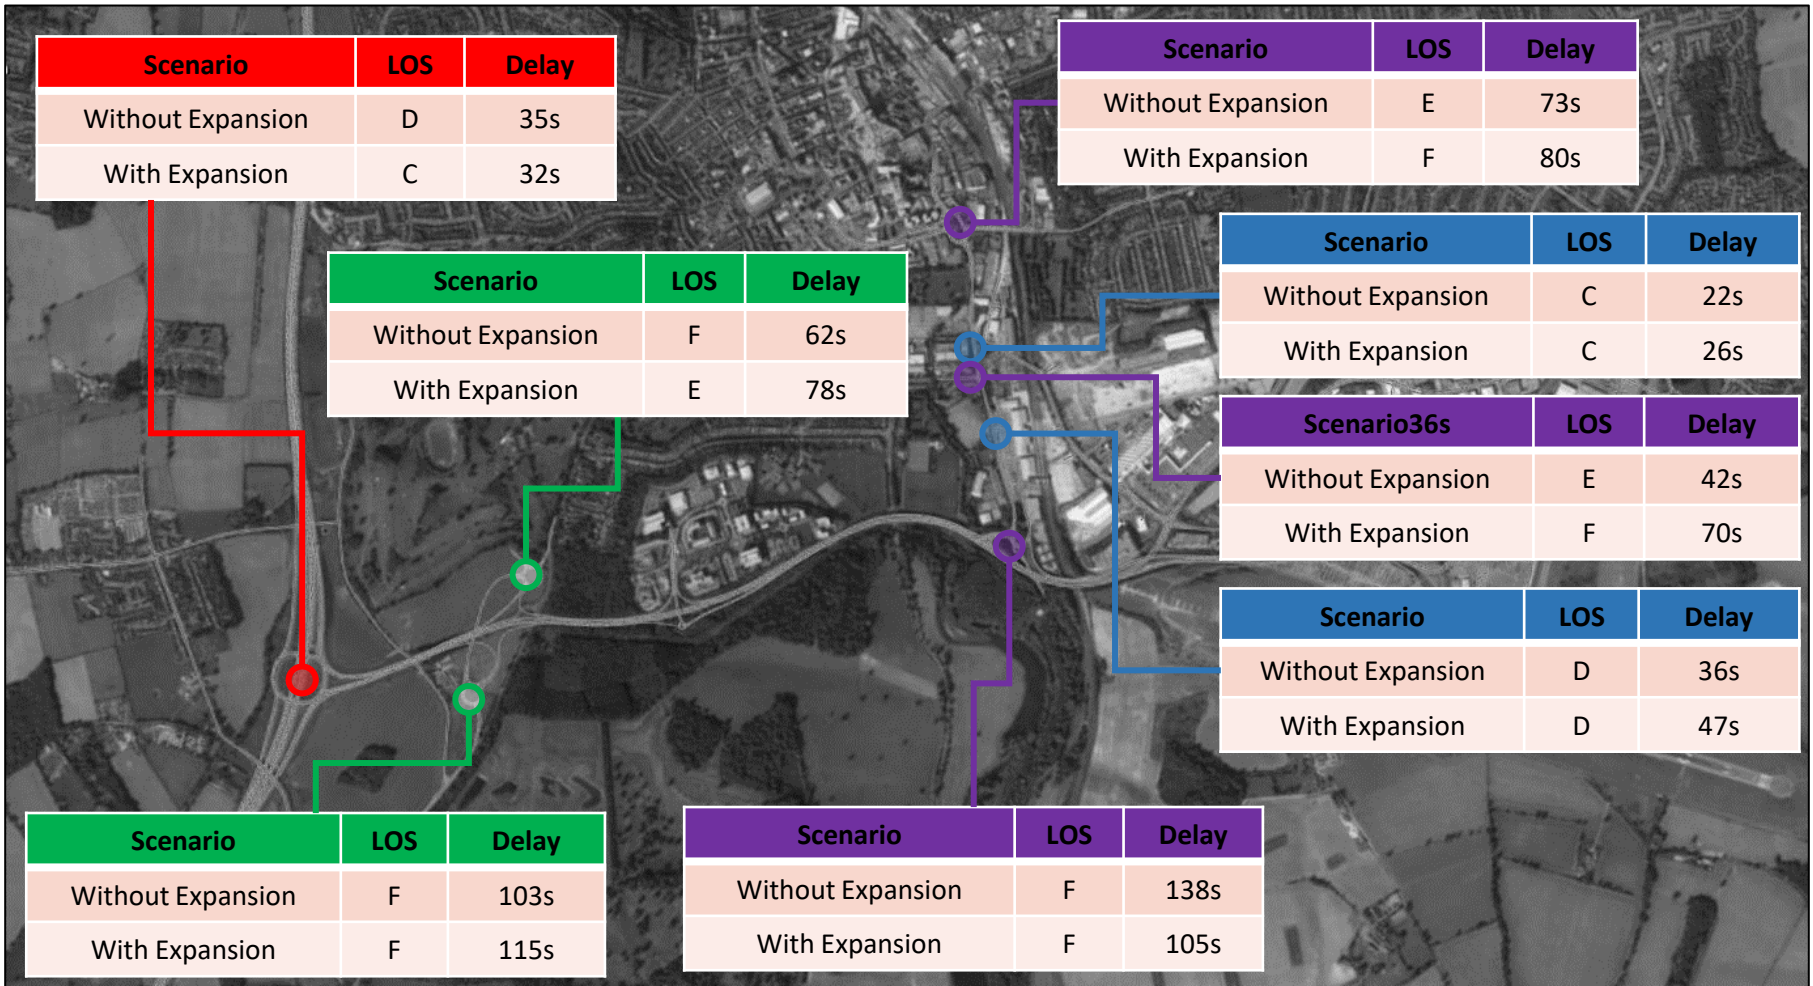 Scenario LOS Delay
Without Expansion D 35s
With Expansion C 32s
Scenario LOS Delay
Without Expansion E 73s
With Expansion F 80s
Scenario LOS Delay
Without Expansion C 22s
With Expansion C 26s
Scenario LOS Delay
Without Expansion F 62s
With Expansion E 78s
Scenario36s LOS Delay
Without Expansion E 42s
With Expansion F 70s
Scenario LOS Delay
Without Expansion D 36s
With Expansion D 47s
Scenario LOS Delay
Without Expansion F 103s
With Expansion F 115s
Scenario LOS Delay
Without Expansion F 138s
With Expansion F 105s